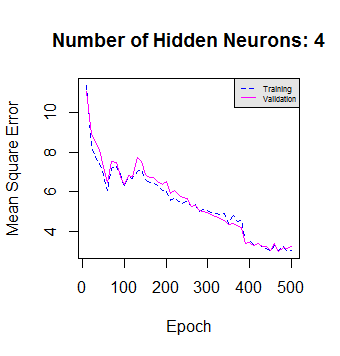 Number of Hidden Neurons: 4
Training
Validation
Mean Square Error
10
8
6
4
0 100 200 300 400 500
Epoch